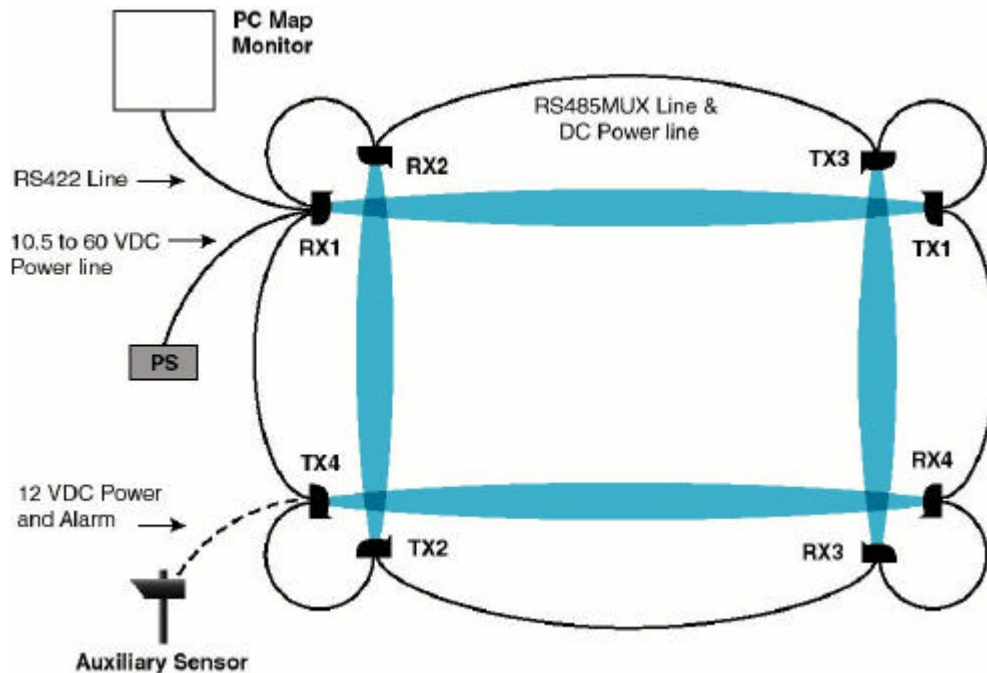 PC Map
Monitor
RS485MUX Line &
DC Power line
RX2
TX3
RS422 Line
10.5 to 60 VDC
Power line
RX1
TX1
PS
TX4
RX4
12 VDC Power
and Alarm
TX2
RX3
Auxiliary Sensor